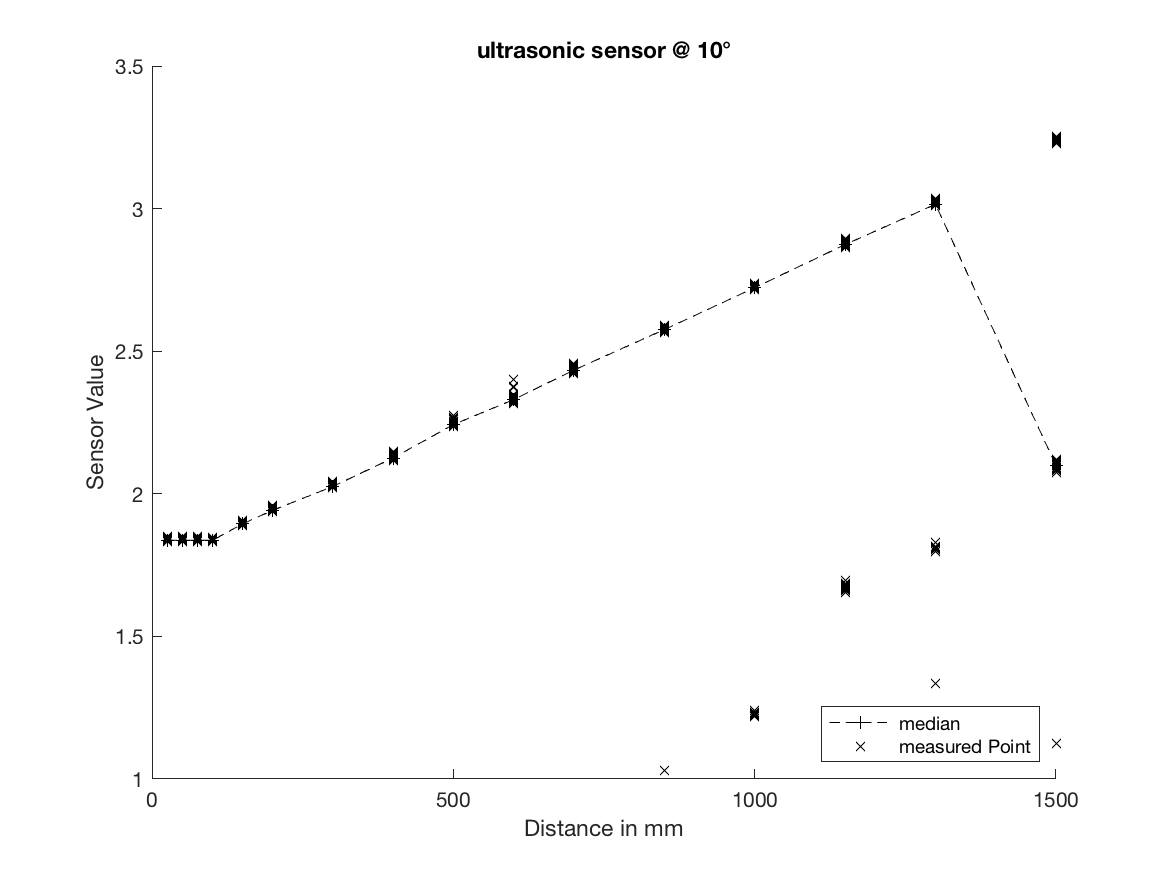 ultrasonic sensor @ 10°
3.5
3
2.5
2
1.5
1
Sensor Value
0
500
1000
1500
Distance in mm
median
measured Point